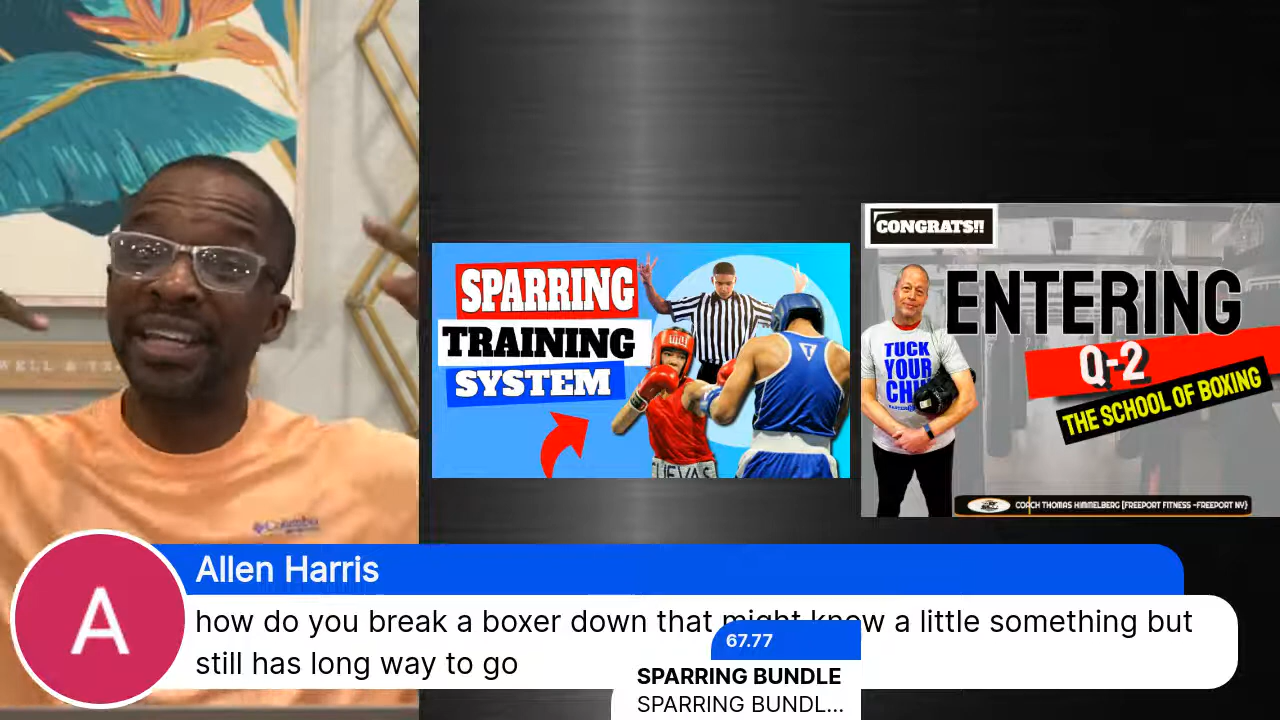 SPARRING
TRAINING
SYSTEM
CONGRATS!!
ENTERING
Q-2
THE SCHOOL OF BOXING
TUCK
YOUR
COACH THOMAS HIMMELBERG [FREEPORT FITNESS -FREEPORT NY}
Columbia
Allen Harris
A
how do you break a boxer down that might know a little something but
still has long way to go
67.77
SPARRING BUNDLE
SPARRING BUNDL...